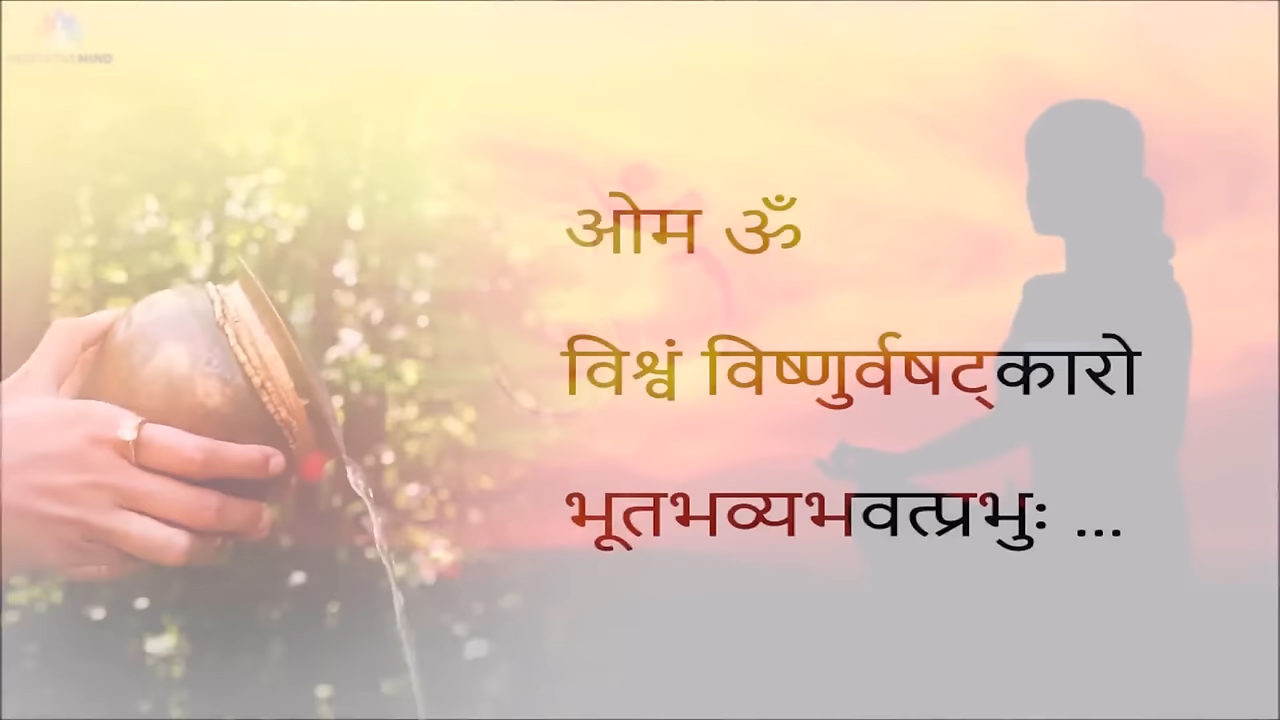 ओम ॐ
विश्वं विष्णुर्वषट्कारो
भूतभव्यभवत्प्रभुः ...